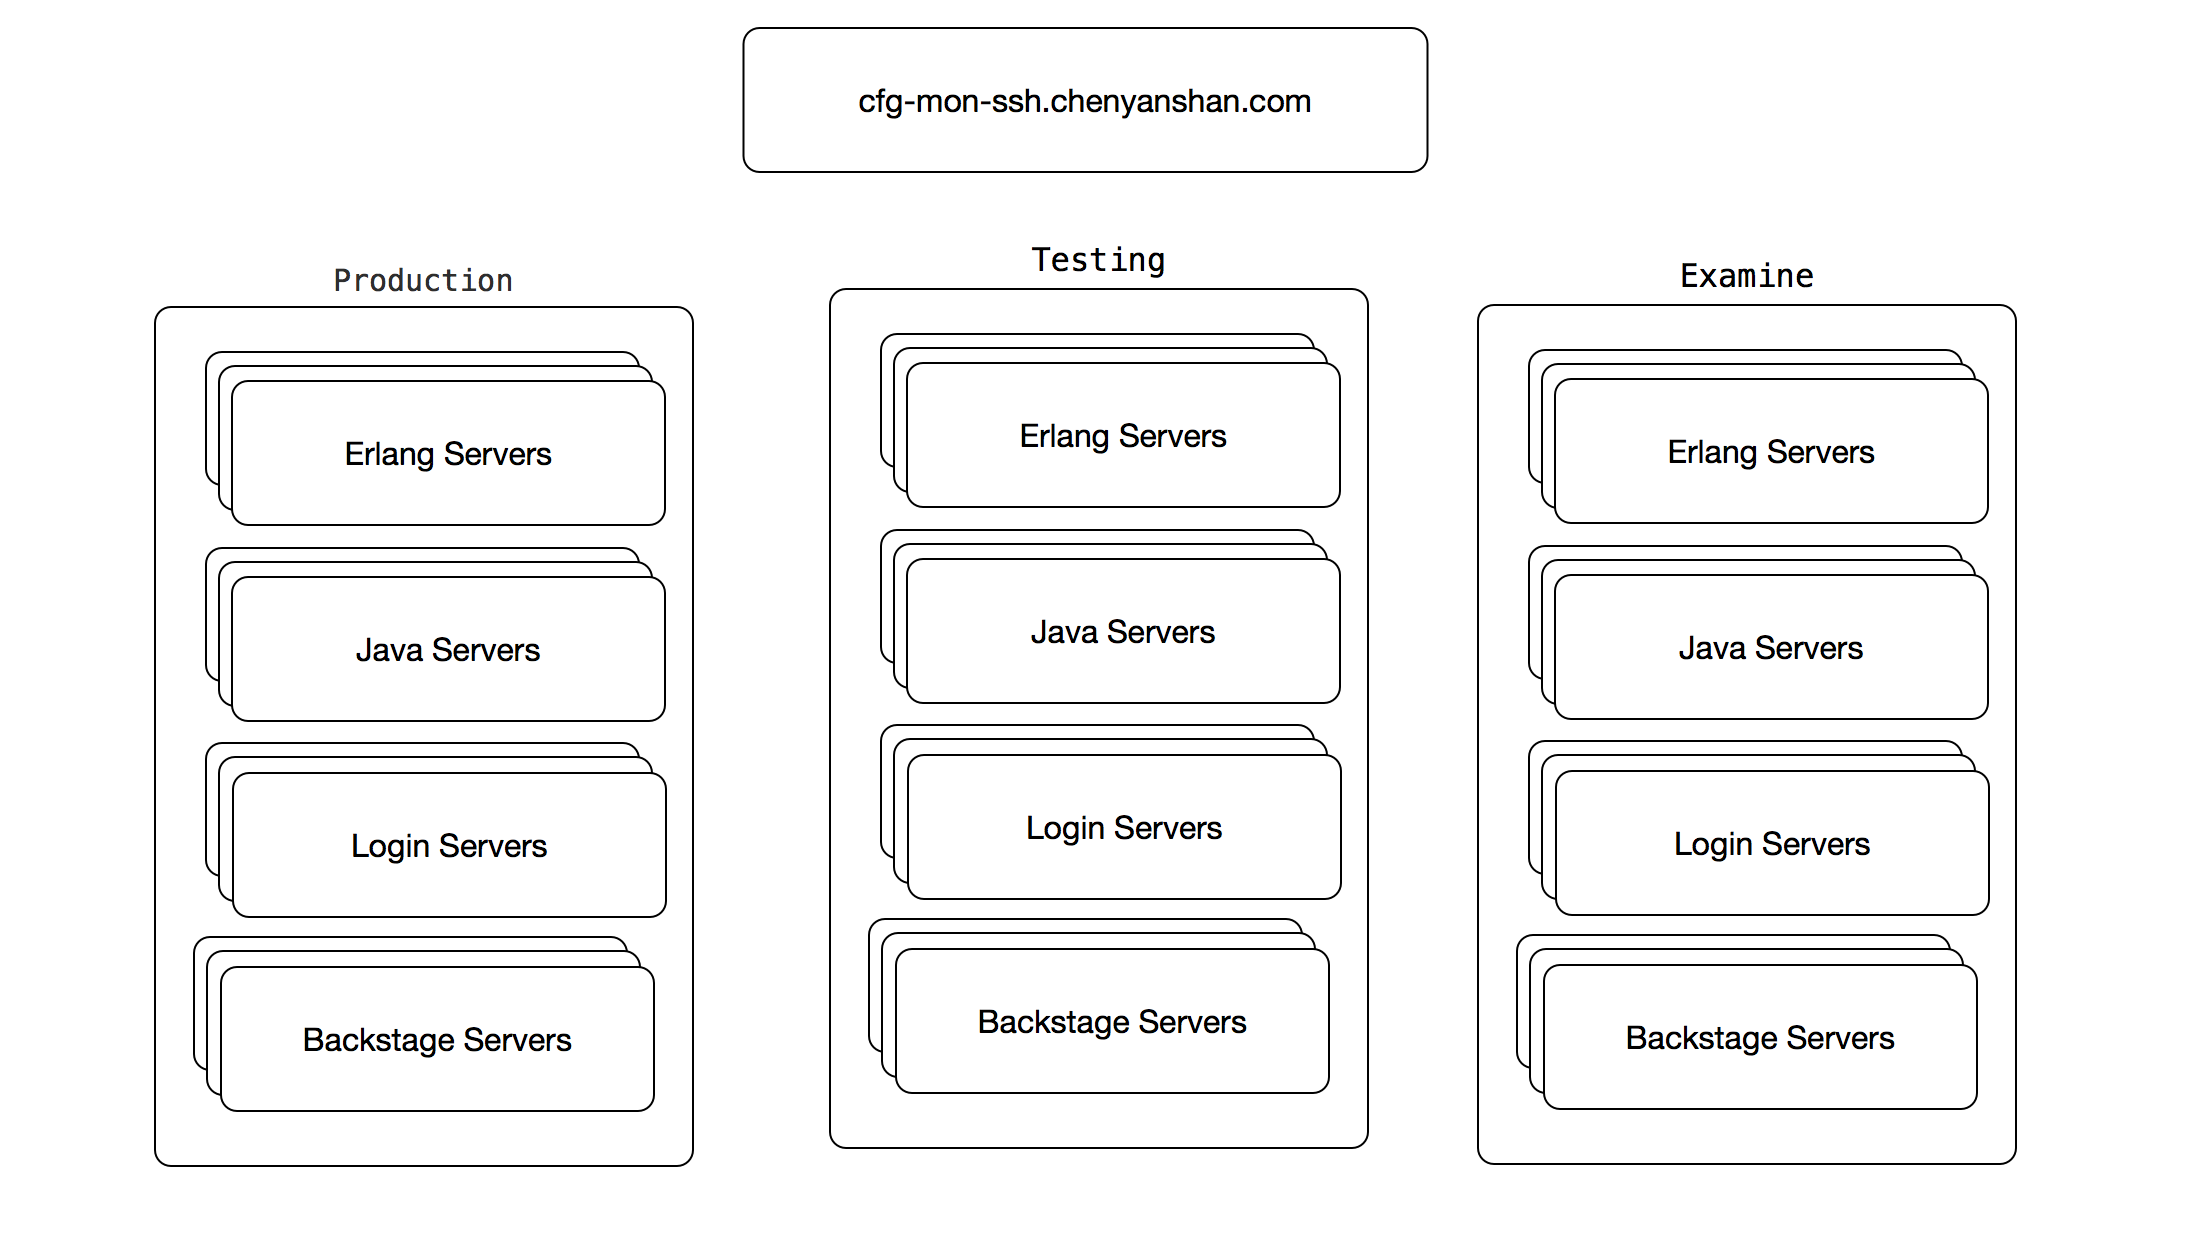 cfg-mon-ssh.chenyanshan.com
Production
Erlang Servers
Java Servers
Login Servers
Backstage Servers
Testing
Erlang Servers
Java Servers
Login Servers
Backstage Servers
Examine
Erlang Servers
Java Servers
Login Servers
Backstage Servers